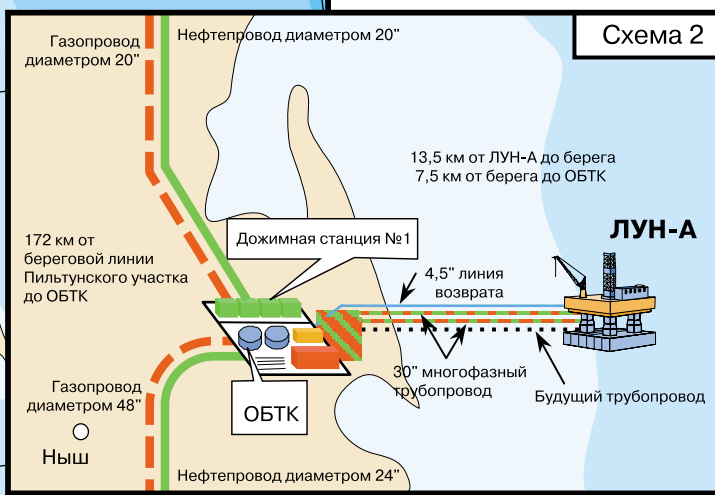 Схема 2
Газопровод
диаметром 20"
Нефтепровод диаметром 20"
13,5 км от ЛУН-А до берега
7,5 км от берега до ОБТК
ЛУН-А
172 км от
береговой линии
Пильтунского участка
до ОБТК
Дожимная станция №1
4,5" линия
возврата
30" многофазный
трубопровод
Будущий трубопровод
Газопровод
диаметром 48"
ОБТК
Ныш
Нефтепровод диаметром 24"